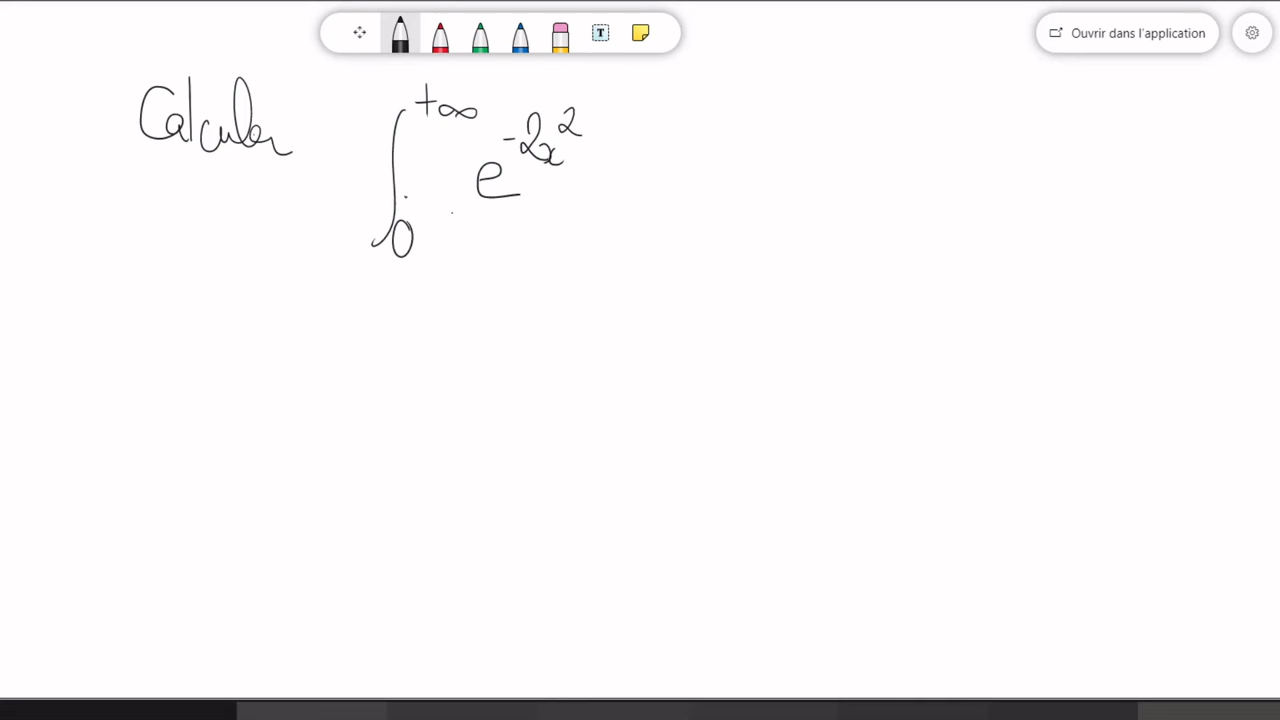 T
Ouvrir dans l'application
Calculer ∫₀^{+∞} e^{-2x²}